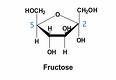 HOCH₂ O CH₂OH
5 2
H HO
H OH
OH H
Fructose